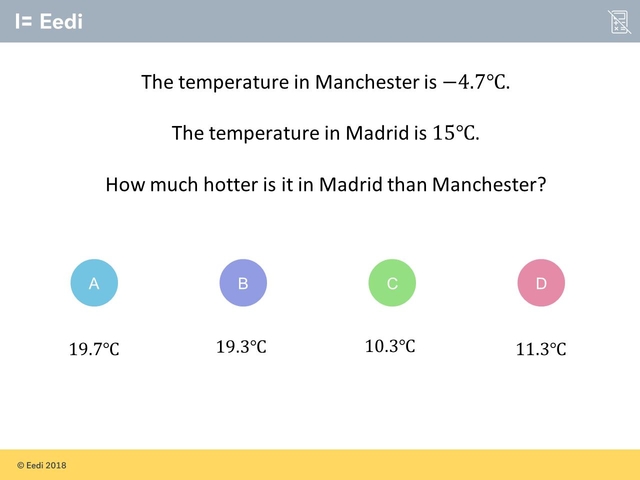 Eedi
The temperature in Manchester is −4.7℃.
The temperature in Madrid is 15℃.
How much hotter is it in Madrid than Manchester?
A B C D
19.7℃ 19.3℃ 10.3℃ 11.3℃
© Eedi 2018